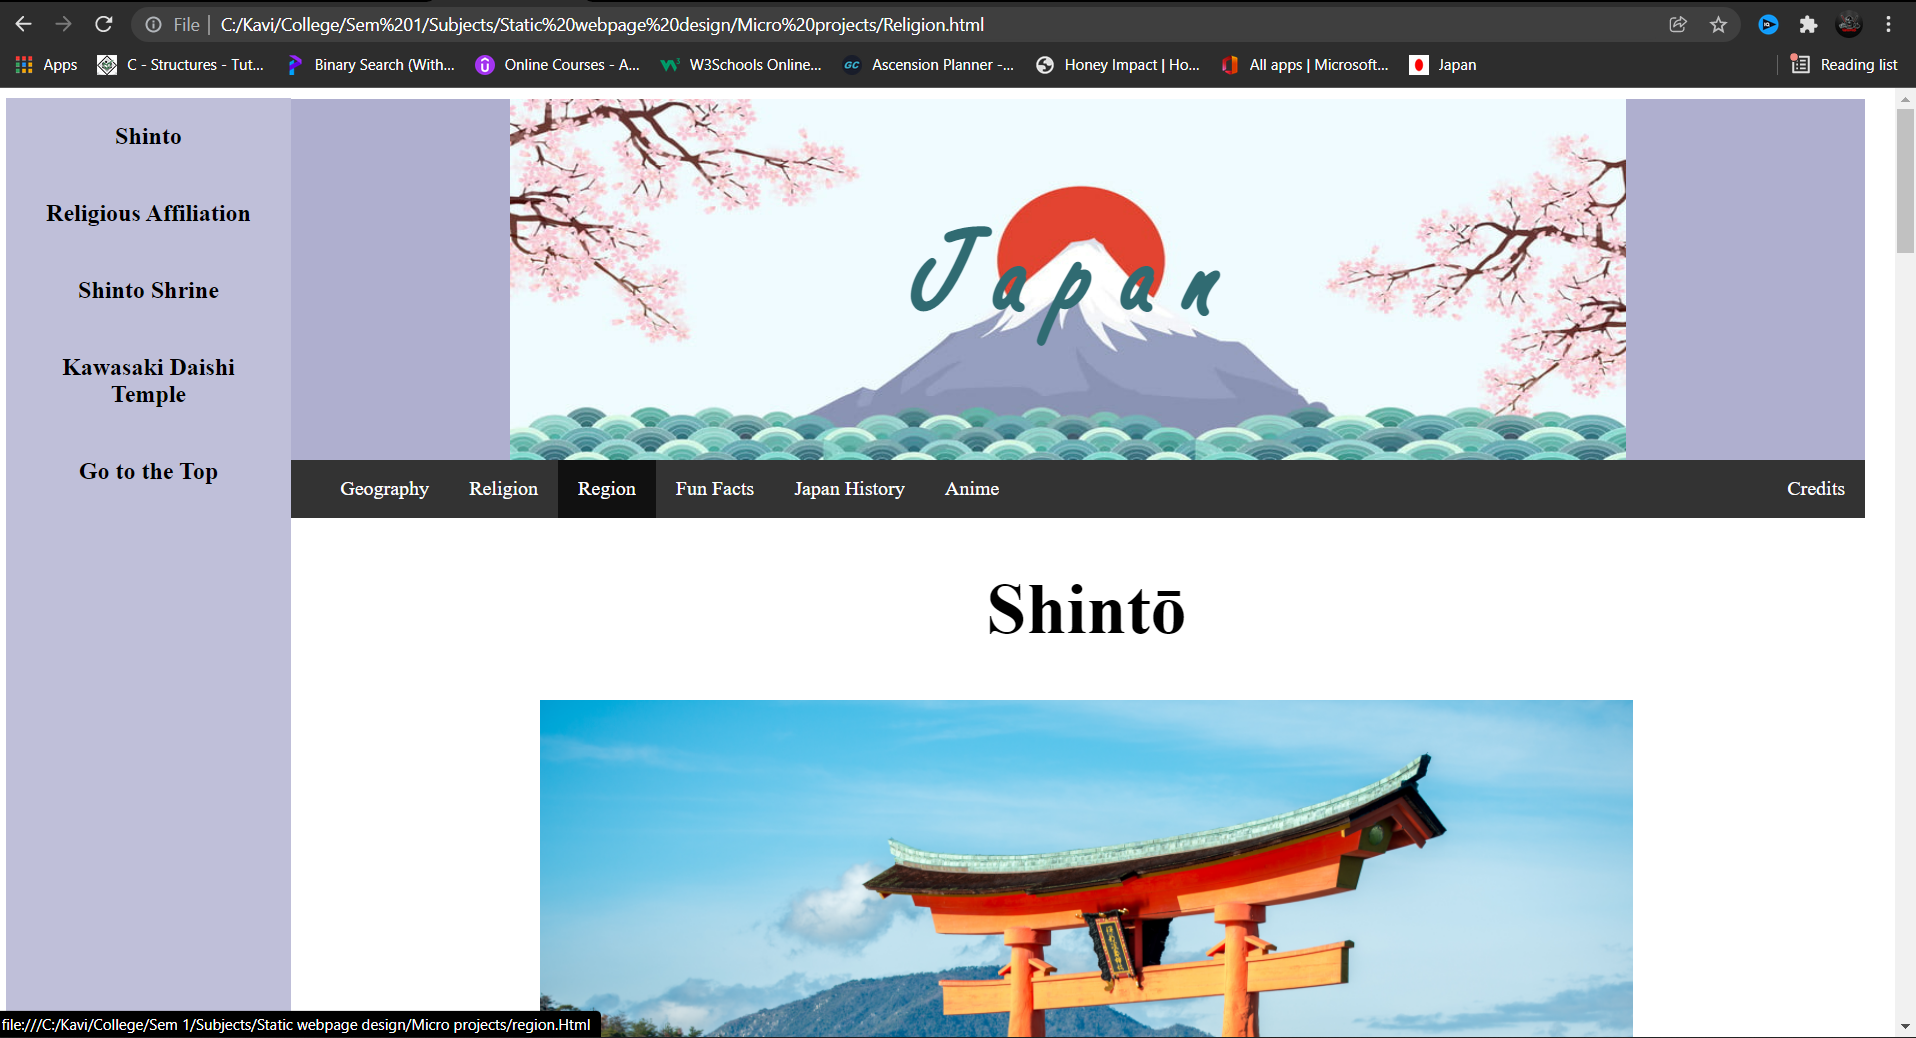 File
C:/Kavi/College/Sem%201/Subjects/Static%20webpage%20design/Micro%20projects/Religion.html
Apps
C - Structures - Tut...
Binary Search (With...
Online Courses - A...
W3Schools Online...
GC
Ascension Planner -...
Honey Impact | Ho...
All apps | Microsoft...
Japan
Reading list
Shinto
Religious Affiliation
Shinto Shrine
Kawasaki Daishi
Temple
Go to the Top
Japan
Geography
Religion
Region
Fun Facts
Japan History
Anime
Credits
Shintō
file:///C:/Kavi/College/Sem 1/Subjects/Static webpage design/Micro projects/region.Html